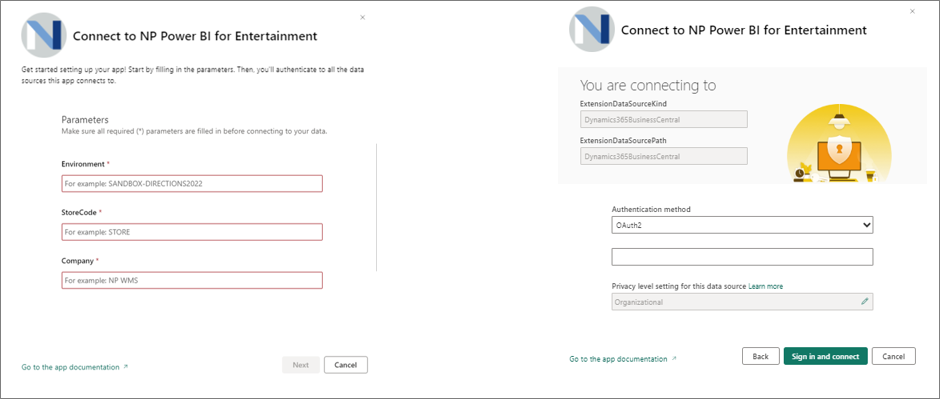 Connect to NP Power BI for Entertainment
Get started setting up your app! Start by filling in the parameters. Then, you'll authenticate to all the data
sources this app connects to.
Parameters
Make sure all required (*) parameters are filled in before connecting to your data.
Environment *
For example: SANDBOX-DIRECTIONS2022
StoreCode *
For example: STORE
Company *
For example: NP WMS
Go to the app documentation
Next
Cancel
Connect to NP Power BI for Entertainment
You are connecting to
ExtensionDataSourceKind
Dynamics365BusinessCentral
ExtensionDataSourcePath
Dynamics365BusinessCentral
Authentication method
OAuth2
Privacy level setting for this data source Learn more
Organizational
Go to the app documentation
Back
Sign in and connect
Cancel